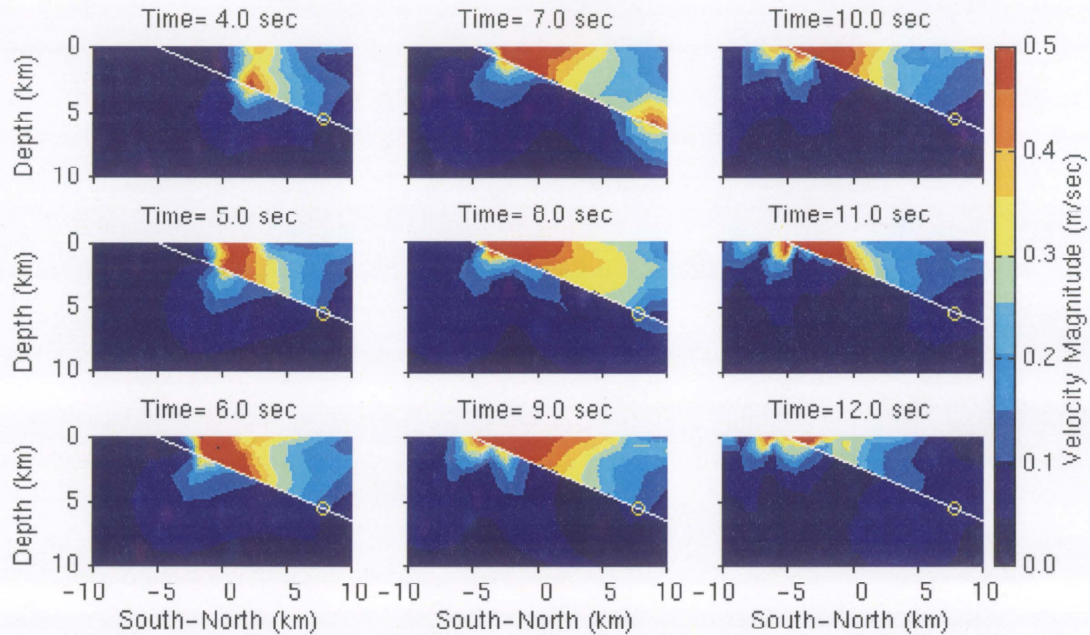 Time= 4.0 sec
Time= 7.0 sec
Time= 10.0 sec
0
5
10
Depth (km)
0.5
0.4
0.3
0.2
0.1
0.0
Velocity Magnitude (m/sec)
Time= 5.0 sec
Time= 8.0 sec
Time= 11.0 sec
0
5
10
Depth (km)
Time= 6.0 sec
Time= 9.0 sec
Time= 12.0 sec
0
5
10
Depth (km)
−10 −5 0 5 10
−10 −5 0 5 10
−10 −5 0 5 10
South−North (km)
South−North (km)
South−North (km)